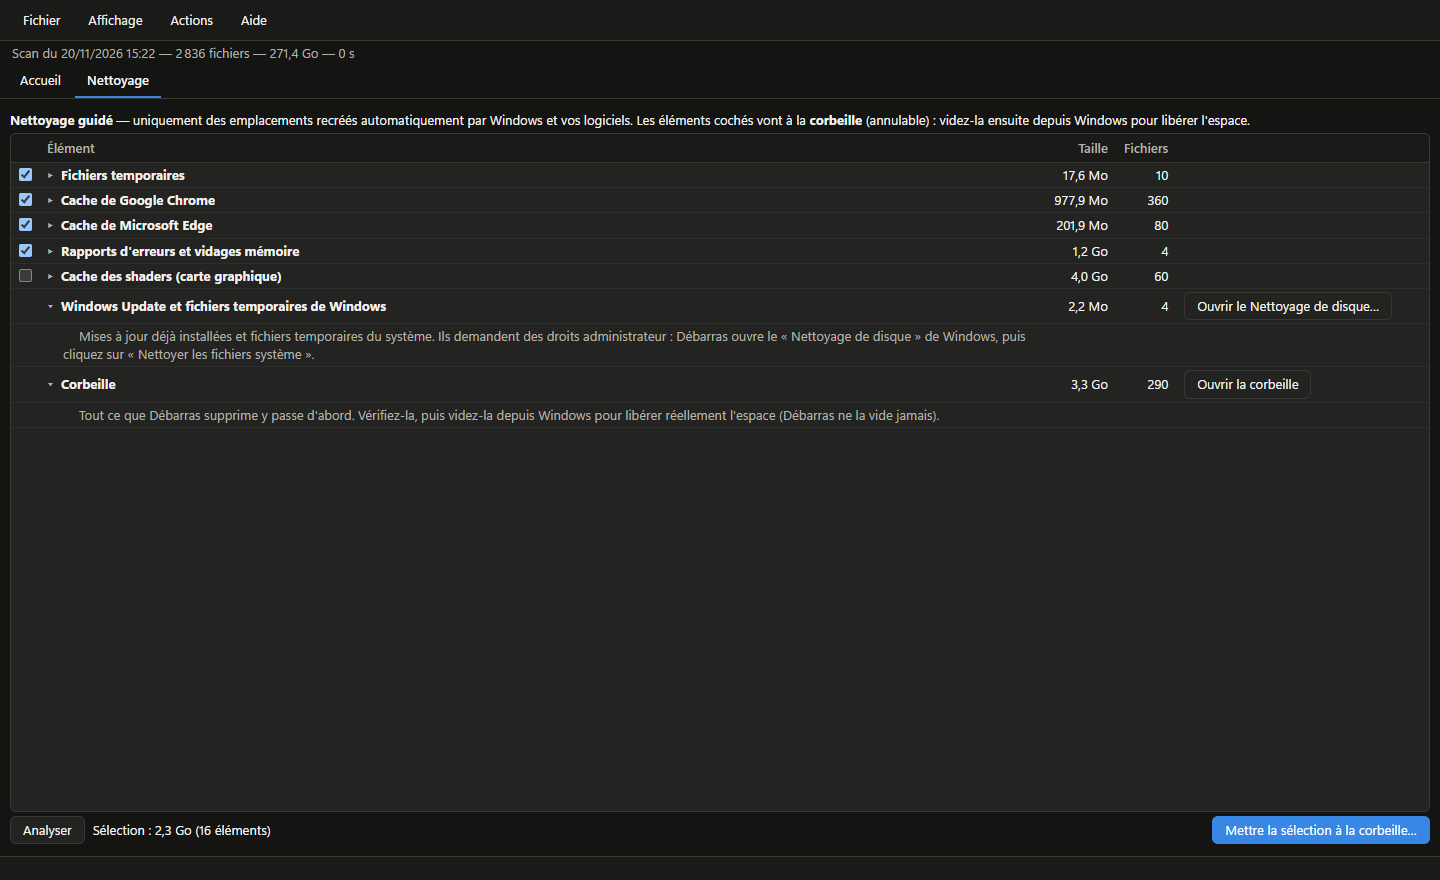 Fichier Affichage Actions Aide
Scan du 20/11/2026 15:22 — 2 836 fichiers — 271,4 Go — 0 s
Accueil Nettoyage
Nettoyage guidé — uniquement des emplacements recréés automatiquement par Windows et vos logiciels. Les éléments cochés vont à la corbeille (annulable) : videz-la ensuite depuis Windows pour libérer l'espace.
Élément Taille Fichiers
Fichiers temporaires 17,6 Mo 10
Cache de Google Chrome 977,9 Mo 360
Cache de Microsoft Edge 201,9 Mo 80
Rapports d'erreurs et vidages mémoire 1,2 Go 4
Cache des shaders (carte graphique) 4,0 Go 60
Windows Update et fichiers temporaires de Windows 2,2 Mo 4 Ouvrir le Nettoyage de disque...
Mises à jour déjà installées et fichiers temporaires du système. Ils demandent des droits administrateur : Débarras ouvre le « Nettoyage de disque » de Windows, puis
cliquez sur « Nettoyer les fichiers système ».
Corbeille 3,3 Go 290 Ouvrir la corbeille
Tout ce que Débarras supprime y passe d'abord. Vérifiez-la, puis videz-la depuis Windows pour libérer réellement l'espace (Débarras ne la vide jamais).
Analyser Sélection : 2,3 Go (16 éléments) Mettre la sélection à la corbeille...